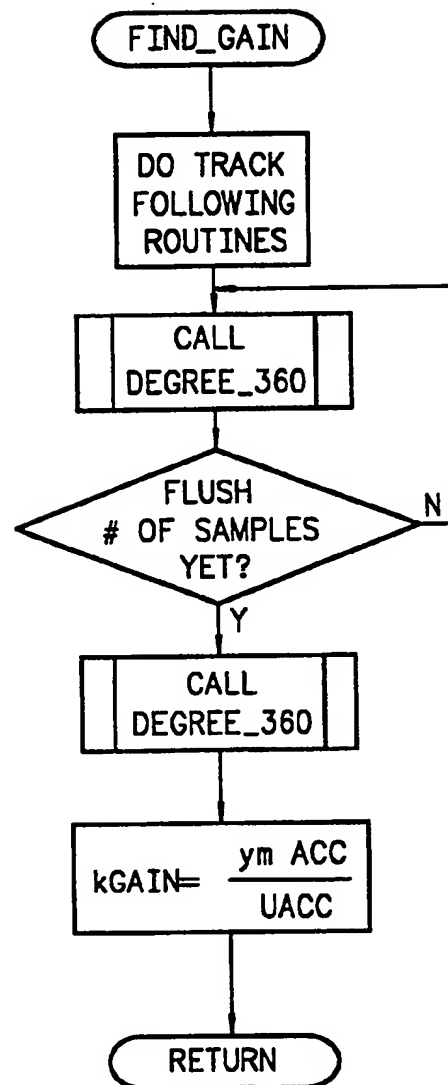 FIND_GAIN
DO TRACK
FOLLOWING
ROUTINES
CALL
DEGREE_360
FLUSH
# OF SAMPLES
YET?
N
Y
CALL
DEGREE_360
kGAIN= ym ACC
UACC
RETURN